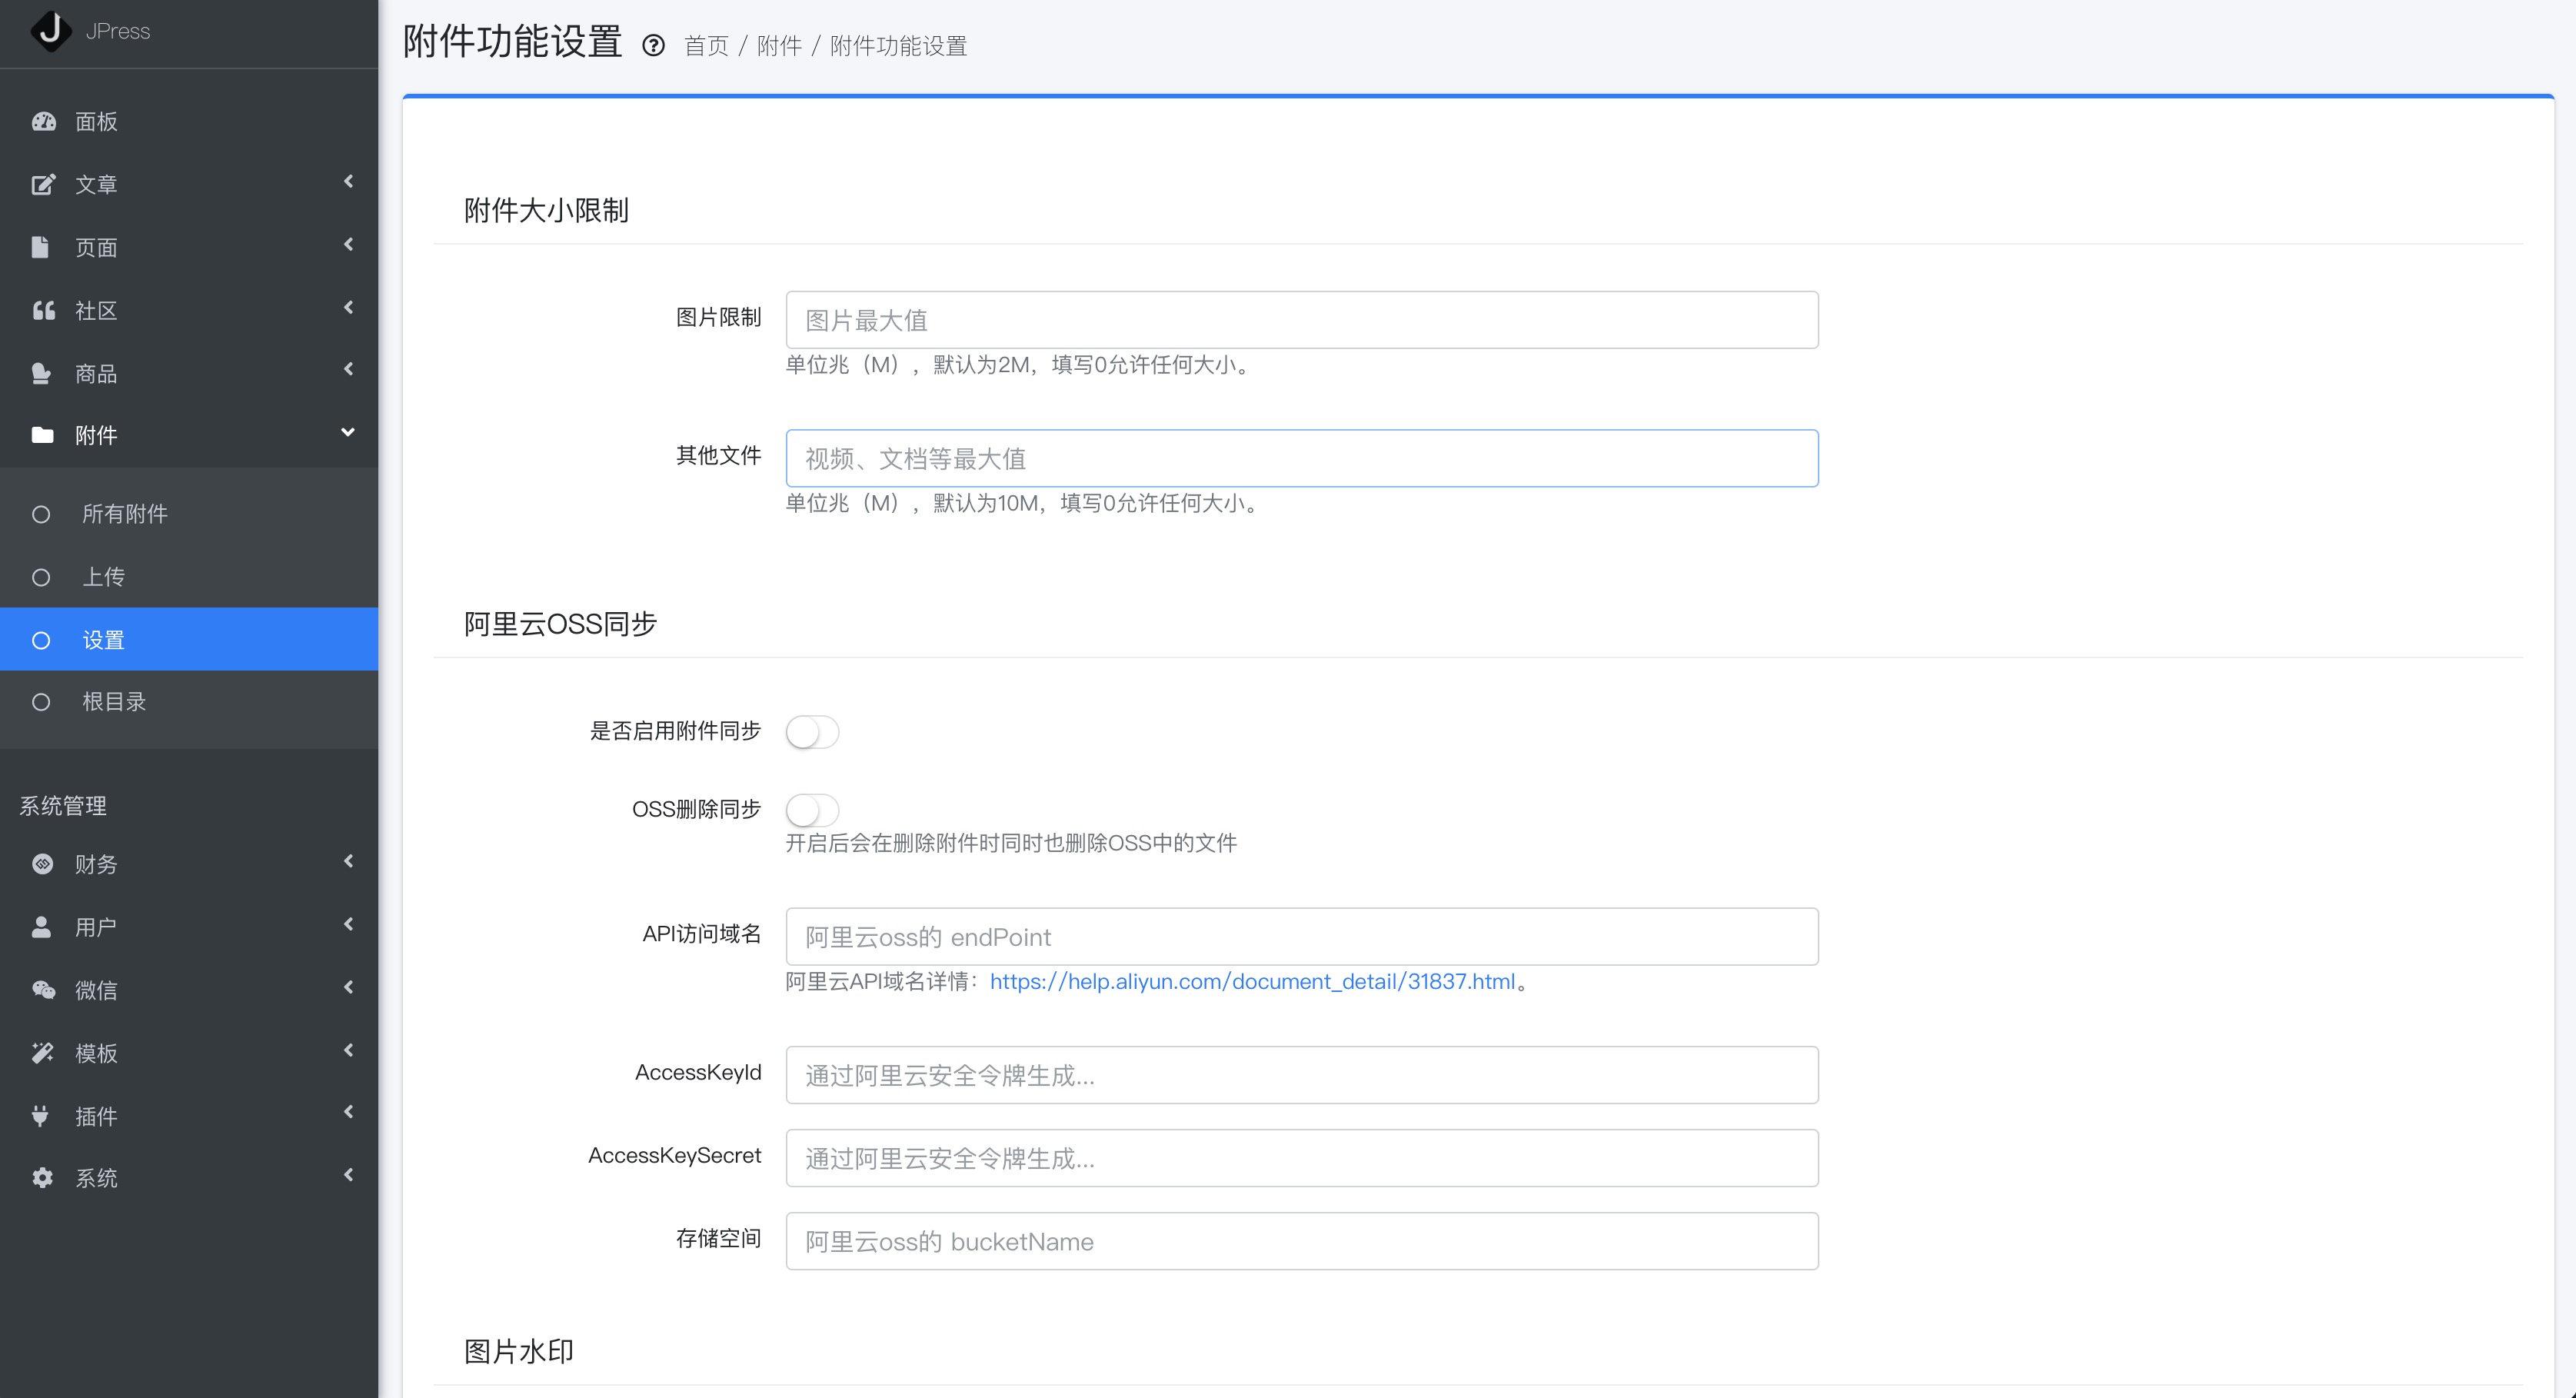 JPress
面板
文章
页面
社区
商品
附件
所有附件
上传
设置
根目录
系统管理
财务
用户
微信
模板
插件
系统
附件功能设置 首页 / 附件 / 附件功能设置
附件大小限制
图片限制 图片最大值
单位兆（M），默认为2M，填写0允许任何大小。
其他文件 视频、文档等最大值
单位兆（M），默认为10M，填写0允许任何大小。
阿里云OSS同步
是否启用附件同步
OSS删除同步
开启后会在删除附件时同时也删除OSS中的文件
API访问域名 阿里云oss的 endPoint
阿里云API域名详情：https://help.aliyun.com/document_detail/31837.html。
AccessKeyId 通过阿里云安全令牌生成...
AccessKeySecret 通过阿里云安全令牌生成...
存储空间 阿里云oss的 bucketName
图片水印